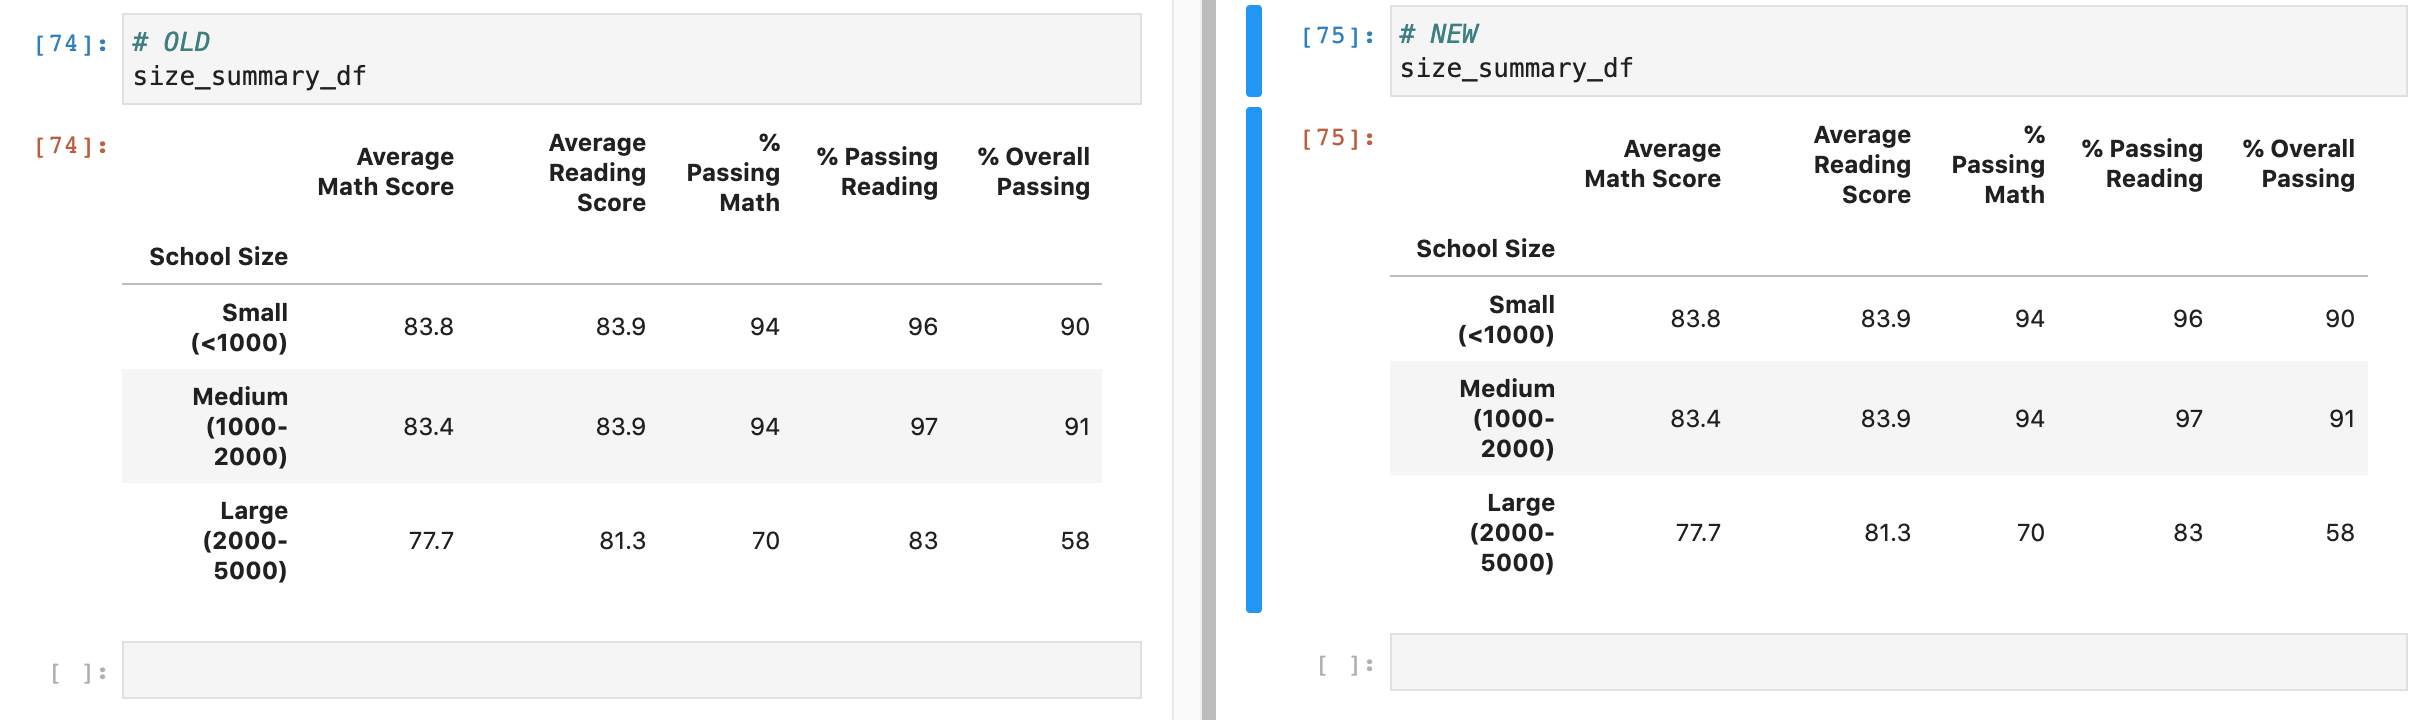 [74]: # OLD
size_summary_df
[74]:
Average Math Score Average Reading Score % Passing Math % Passing Reading % Overall Passing
School Size
Small (<1000) 83.8 83.9 94 96 90
Medium (1000-2000) 83.4 83.9 94 97 91
Large (2000-5000) 77.7 81.3 70 83 58
[ ]:
[75]: # NEW
size_summary_df
[75]:
Average Math Score Average Reading Score % Passing Math % Passing Reading % Overall Passing
School Size
Small (<1000) 83.8 83.9 94 96 90
Medium (1000-2000) 83.4 83.9 94 97 91
Large (2000-5000) 77.7 81.3 70 83 58
[ ]: